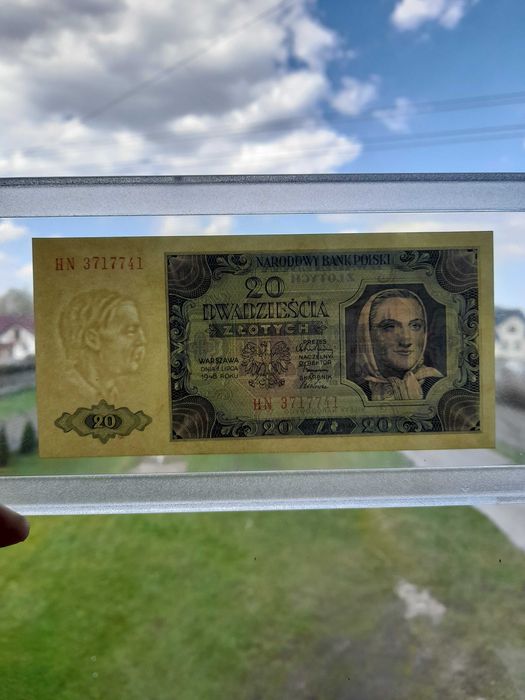 HN 3717741
NARODOWY BANK POLSKI
20
DWADZIEŚCIA
ZŁOTYCH
WARSZAWA
DNIA 1 LIPCA
1948 ROKU
PREZES
NACZELNY
DYREKTOR
SKARBNIK
HN 3717741
20
20 ZŁ 20